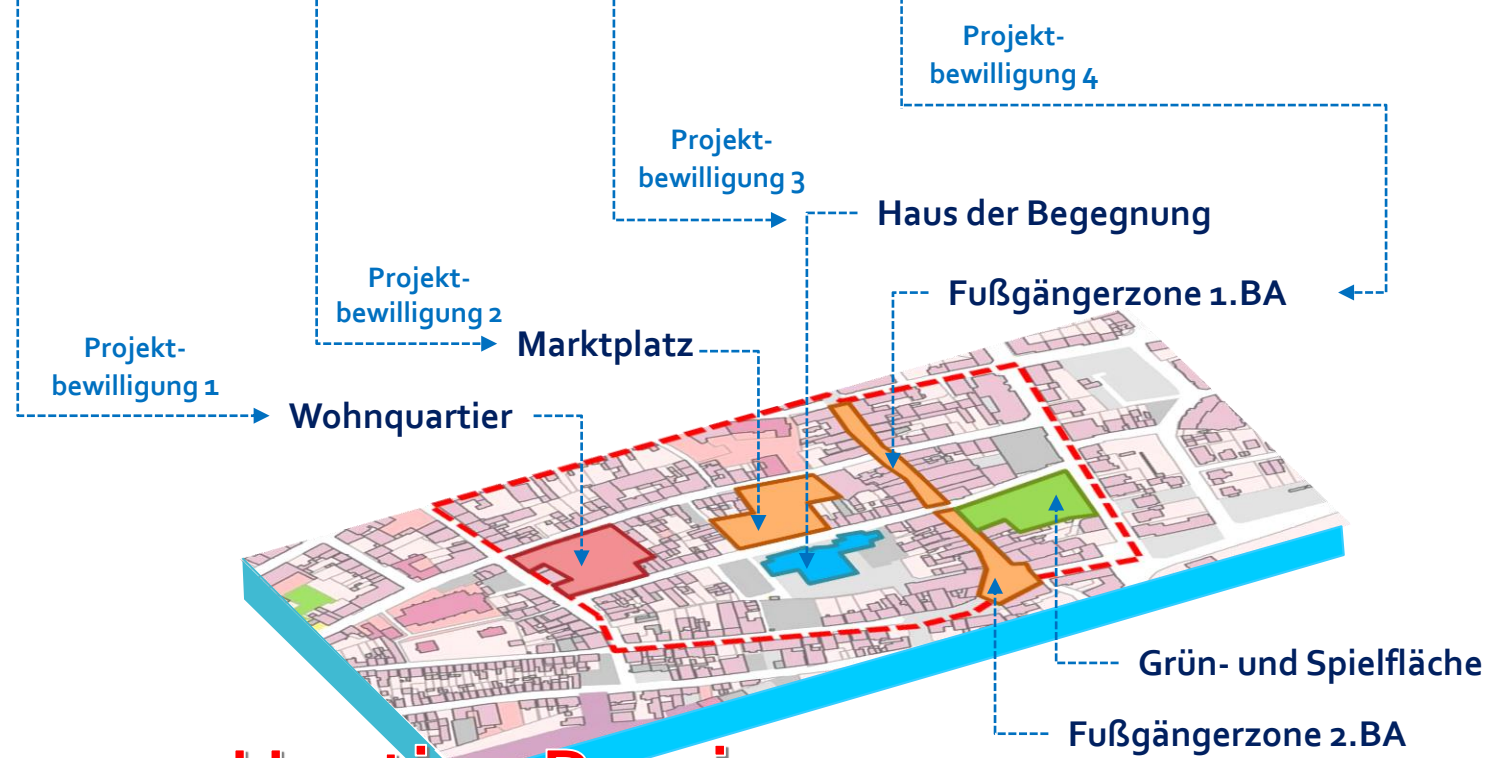 Projekt-
bewilligung 4
Projekt-
bewilligung 3
Haus der Begegnung
Projekt-
bewilligung 2
Fußgängerzone 1.BA
Marktplatz
Projekt-
bewilligung 1
Wohnquartier
Grün- und Spielfläche
Fußgängerzone 2.BA